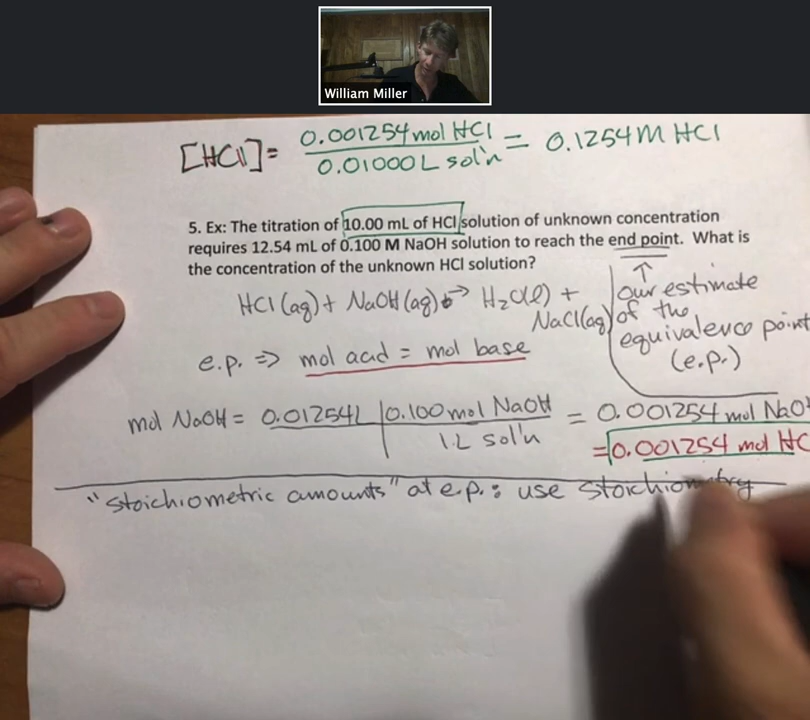 William Miller
[HCl] = 0.001254 mol HCl / 0.01000 L sol'n = 0.1254 M HCl
5. Ex: The titration of 10.00 mL of HCl solution of unknown concentration
requires 12.54 mL of 0.100 M NaOH solution to reach the end point. What is
the concentration of the unknown HCl solution?
HCl (aq) + NaOH (aq) → H2O(l) +
NaCl(aq)
↑
our estimate
of the
equivalence point
(e.p.)
e.p. => mol acid = mol base
mol NaOH = 0.01254 L | 0.100 mol NaOH / 1 L sol'n = 0.001254 mol NaO
= 0.001254 mol HC
"stoichiometric amounts" at e.p.: use stoichiometry